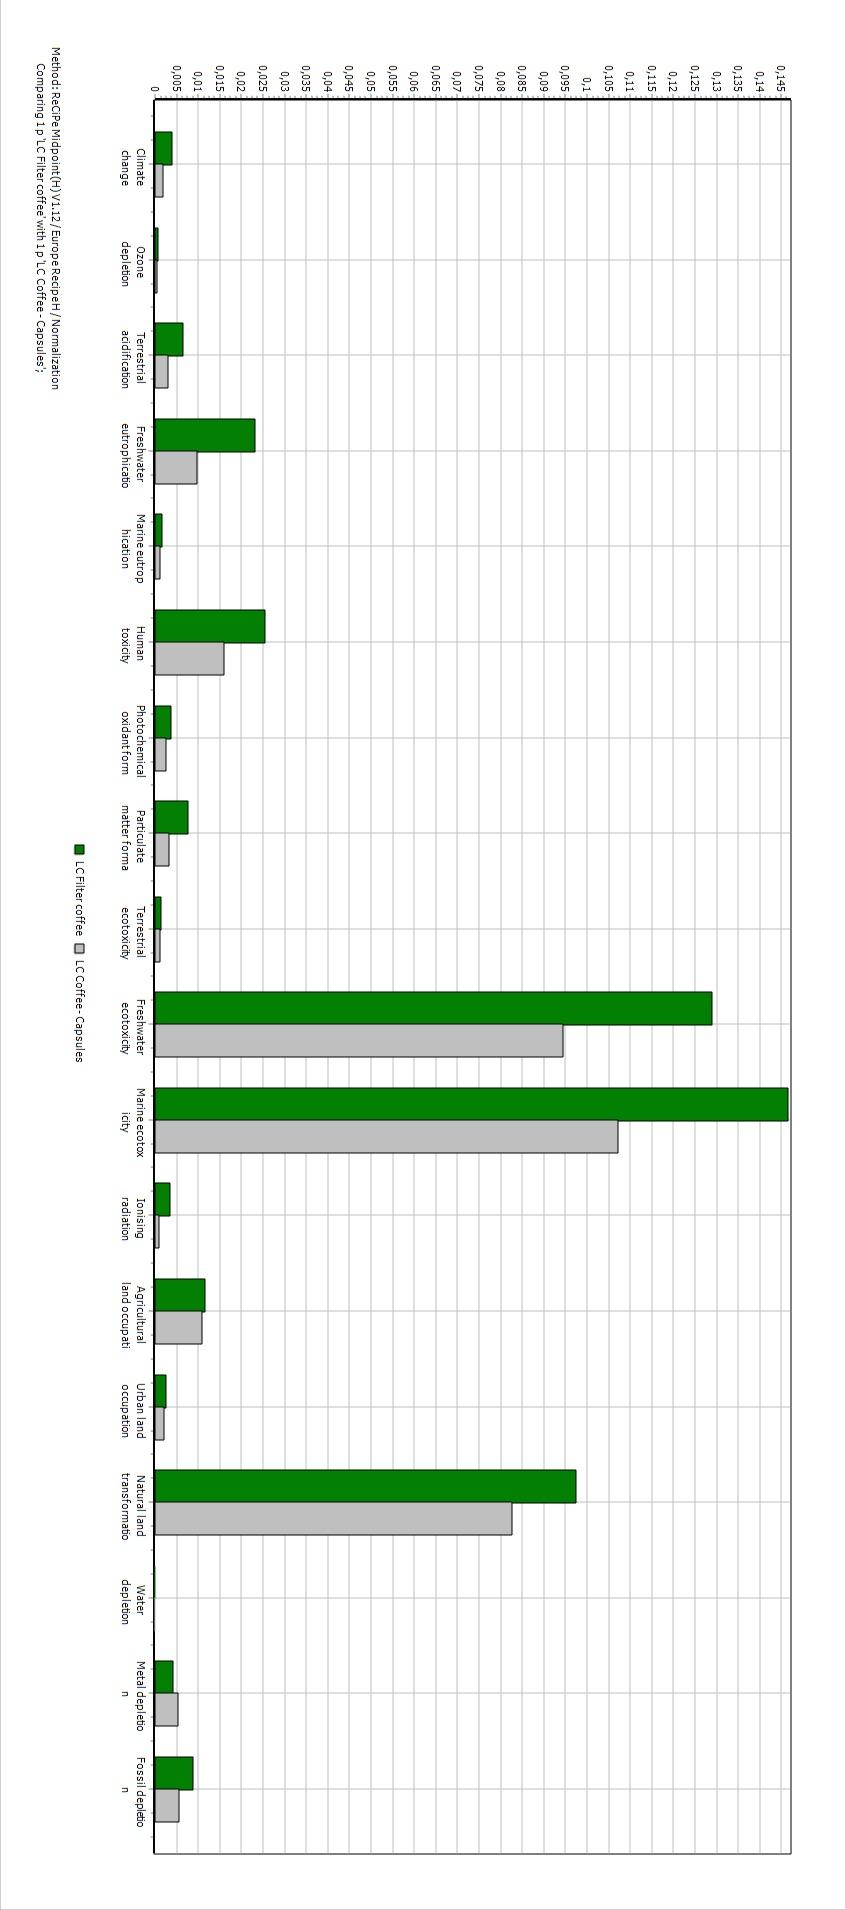 0,145
0,14
0,135
0,13
0,125
0,12
0,115
0,11
0,105
0,1
0,095
0,09
0,085
0,08
0,075
0,07
0,065
0,06
0,055
0,05
0,045
0,04
0,035
0,03
0,025
0,02
0,015
0,01
0,005
0
Climate
change
Ozone
depletion
Terrestrial
acidification
Freshwater
eutrophicatio
Marine eutrop
hication
Human
toxicity
Photochemical
oxidant form
Particulate
matter forma
Terrestrial
ecotoxicity
Freshwater
ecotoxicity
Marine ecotox
icity
Ionising
radiation
Agricultural
land occupati
Urban land
occupation
Natural land
transformatio
Water
depletion
Metal depletio
n
Fossil depletio
n
LC Filter coffee LC Coffee - Capsules
Method: ReCiPe Midpoint (H) V1.12 / Europe Recipe H / Normalization
Comparing 1 p 'LC Filter coffee' with 1 p 'LC Coffee - Capsules';